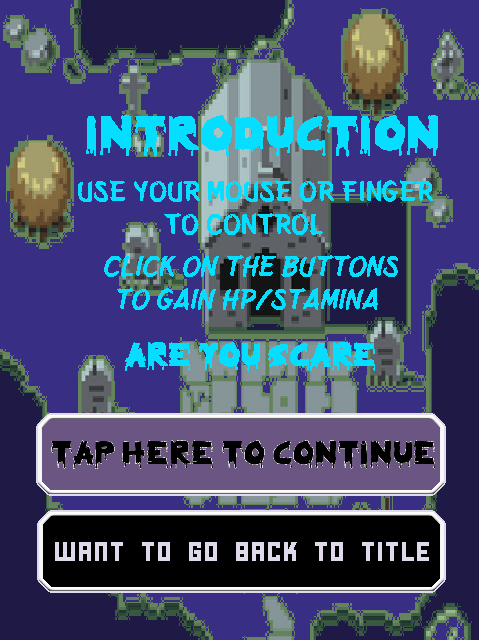 INTRODUCTION
USE YOUR MOUSE OR FINGER
TO CONTROL
CLICK ON THE BUTTONS
TO GAIN HP/STAMINA
ARE YOU SCARE
TAP HERE TO CONTINUE
WANT TO GO BACK TO TITLE